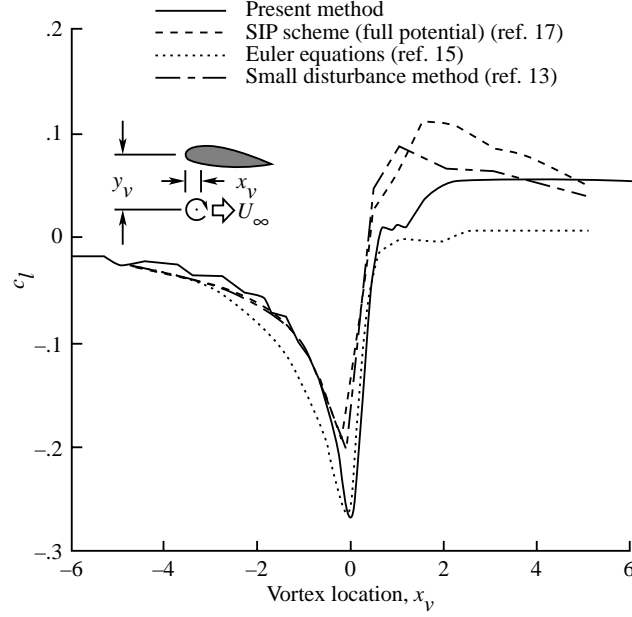 Present method
SIP scheme (full potential) (ref. 17)
Euler equations (ref. 15)
Small disturbance method (ref. 13)
.2
.1
0
–.1
–.2
–.3
c_l
y_v
x_v
U_∞
–6
–4
–2
0
2
4
6
Vortex location, x_v